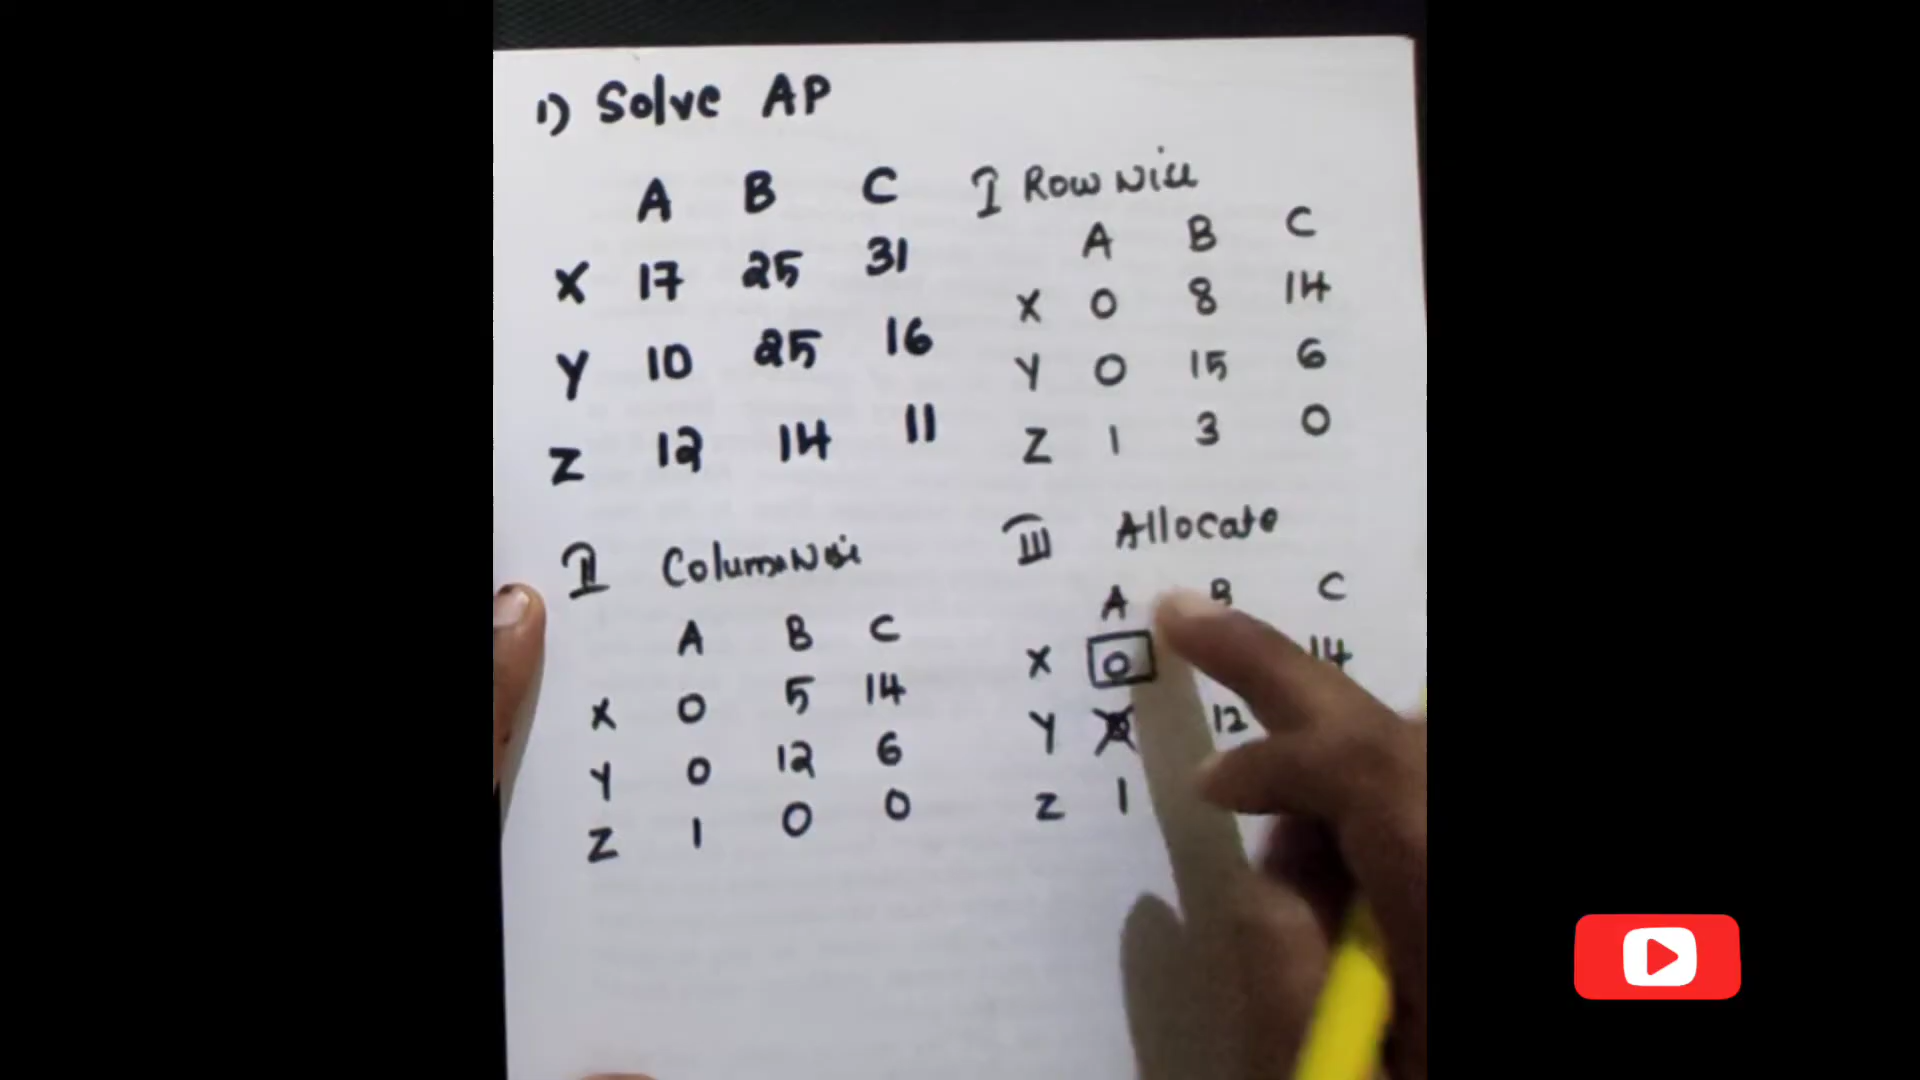 1) Solve AP
A B C
X 17 25 31
Y 10 25 16
Z 12 14 11
I Row Wise
A B C
X 0 8 14
Y 0 15 6
Z 1 3 0
II Column Wise
A B C
X 0 5 14
Y 0 12 6
Z 1 0 0
III Allocate
A B C
X 0 14
Y 0 12
Z 1